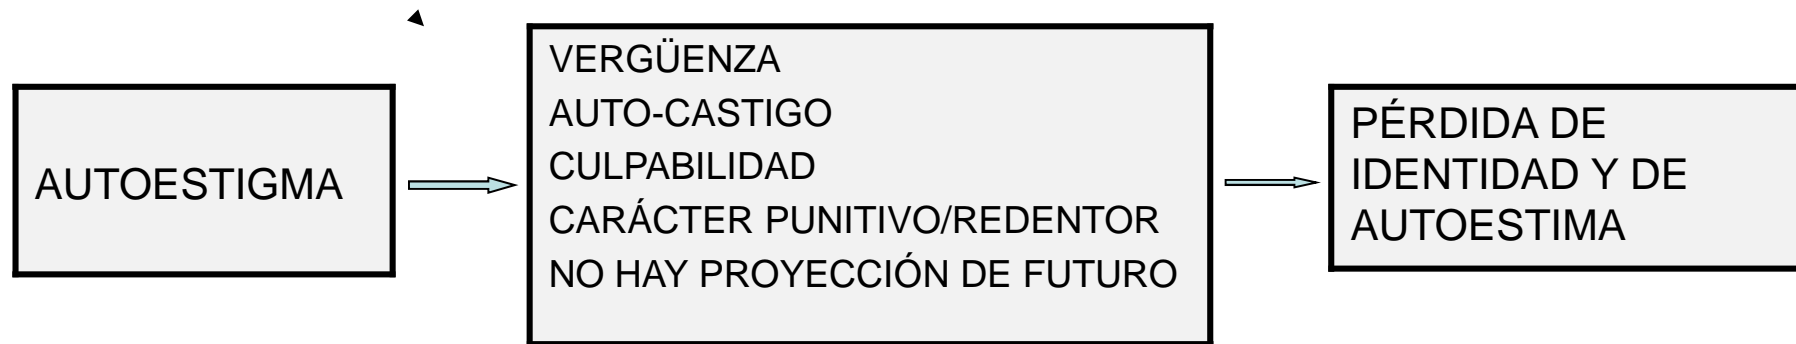 AUTOESTIGMA
VERGÜENZA
AUTO-CASTIGO
CULPABILIDAD
CARÁCTER PUNITIVO/REDENTOR
NO HAY PROYECCIÓN DE FUTURO
PÉRDIDA DE
IDENTIDAD Y DE
AUTOESTIMA